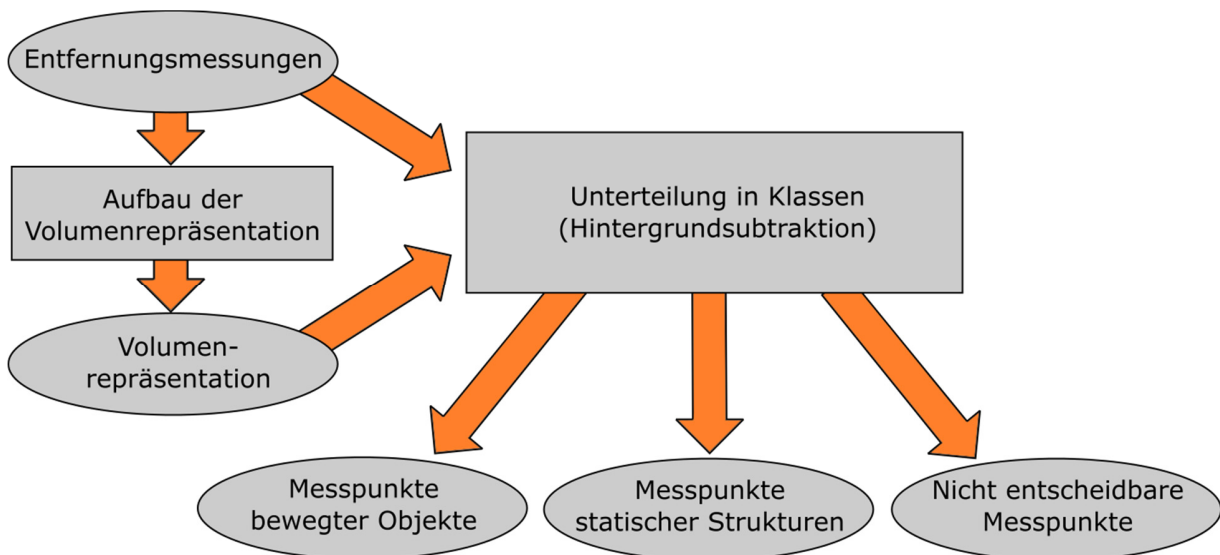 Entfernungsmessungen
Aufbau der
Volumenrepräsentation
Unterteilung in Klassen
(Hintergrundsubtraktion)
Volumen-
repräsentation
Messpunkte
bewegter Objekte
Messpunkte
statischer Strukturen
Nicht entscheidbare
Messpunkte